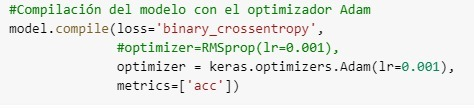 #Compilación del modelo con el optimizador Adam
model.compile(loss='binary_crossentropy',
#optimizer=RMSprop(lr=0.001),
optimizer = keras.optimizers.Adam(lr=0.001),
metrics=['acc'])